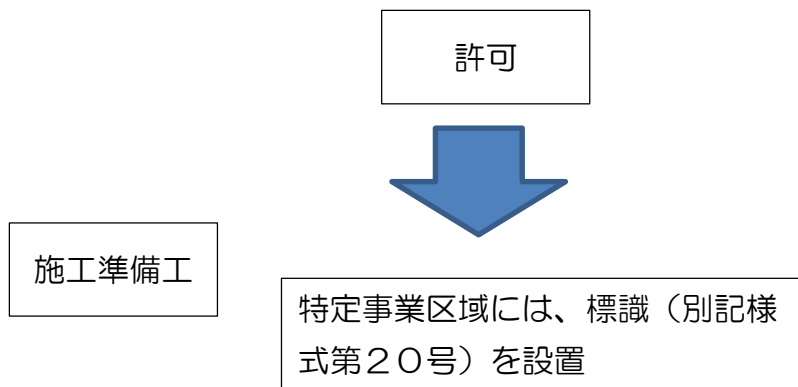 許可
施工準備工
特定事業区域には、標識（別記様
式第２０号）を設置